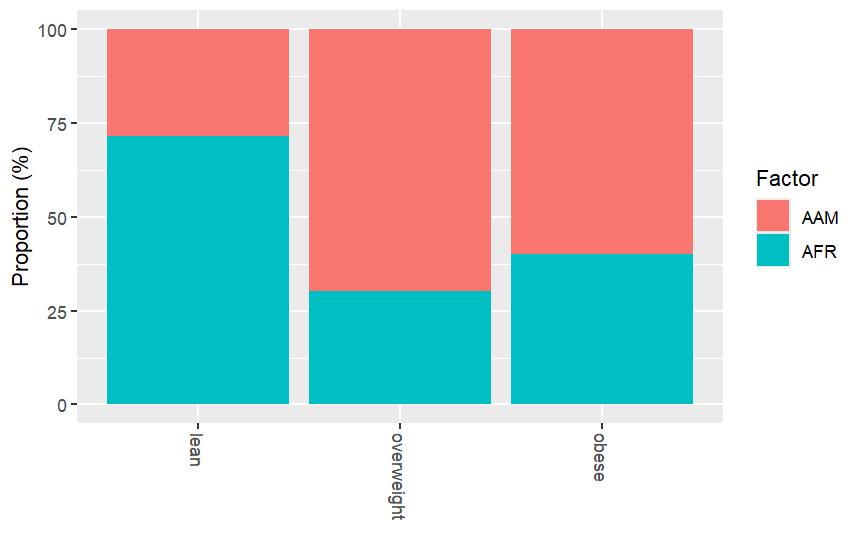 Proportion (%)
100
75
50
25
0
lean
overweight
obese
Factor
AAM
AFR